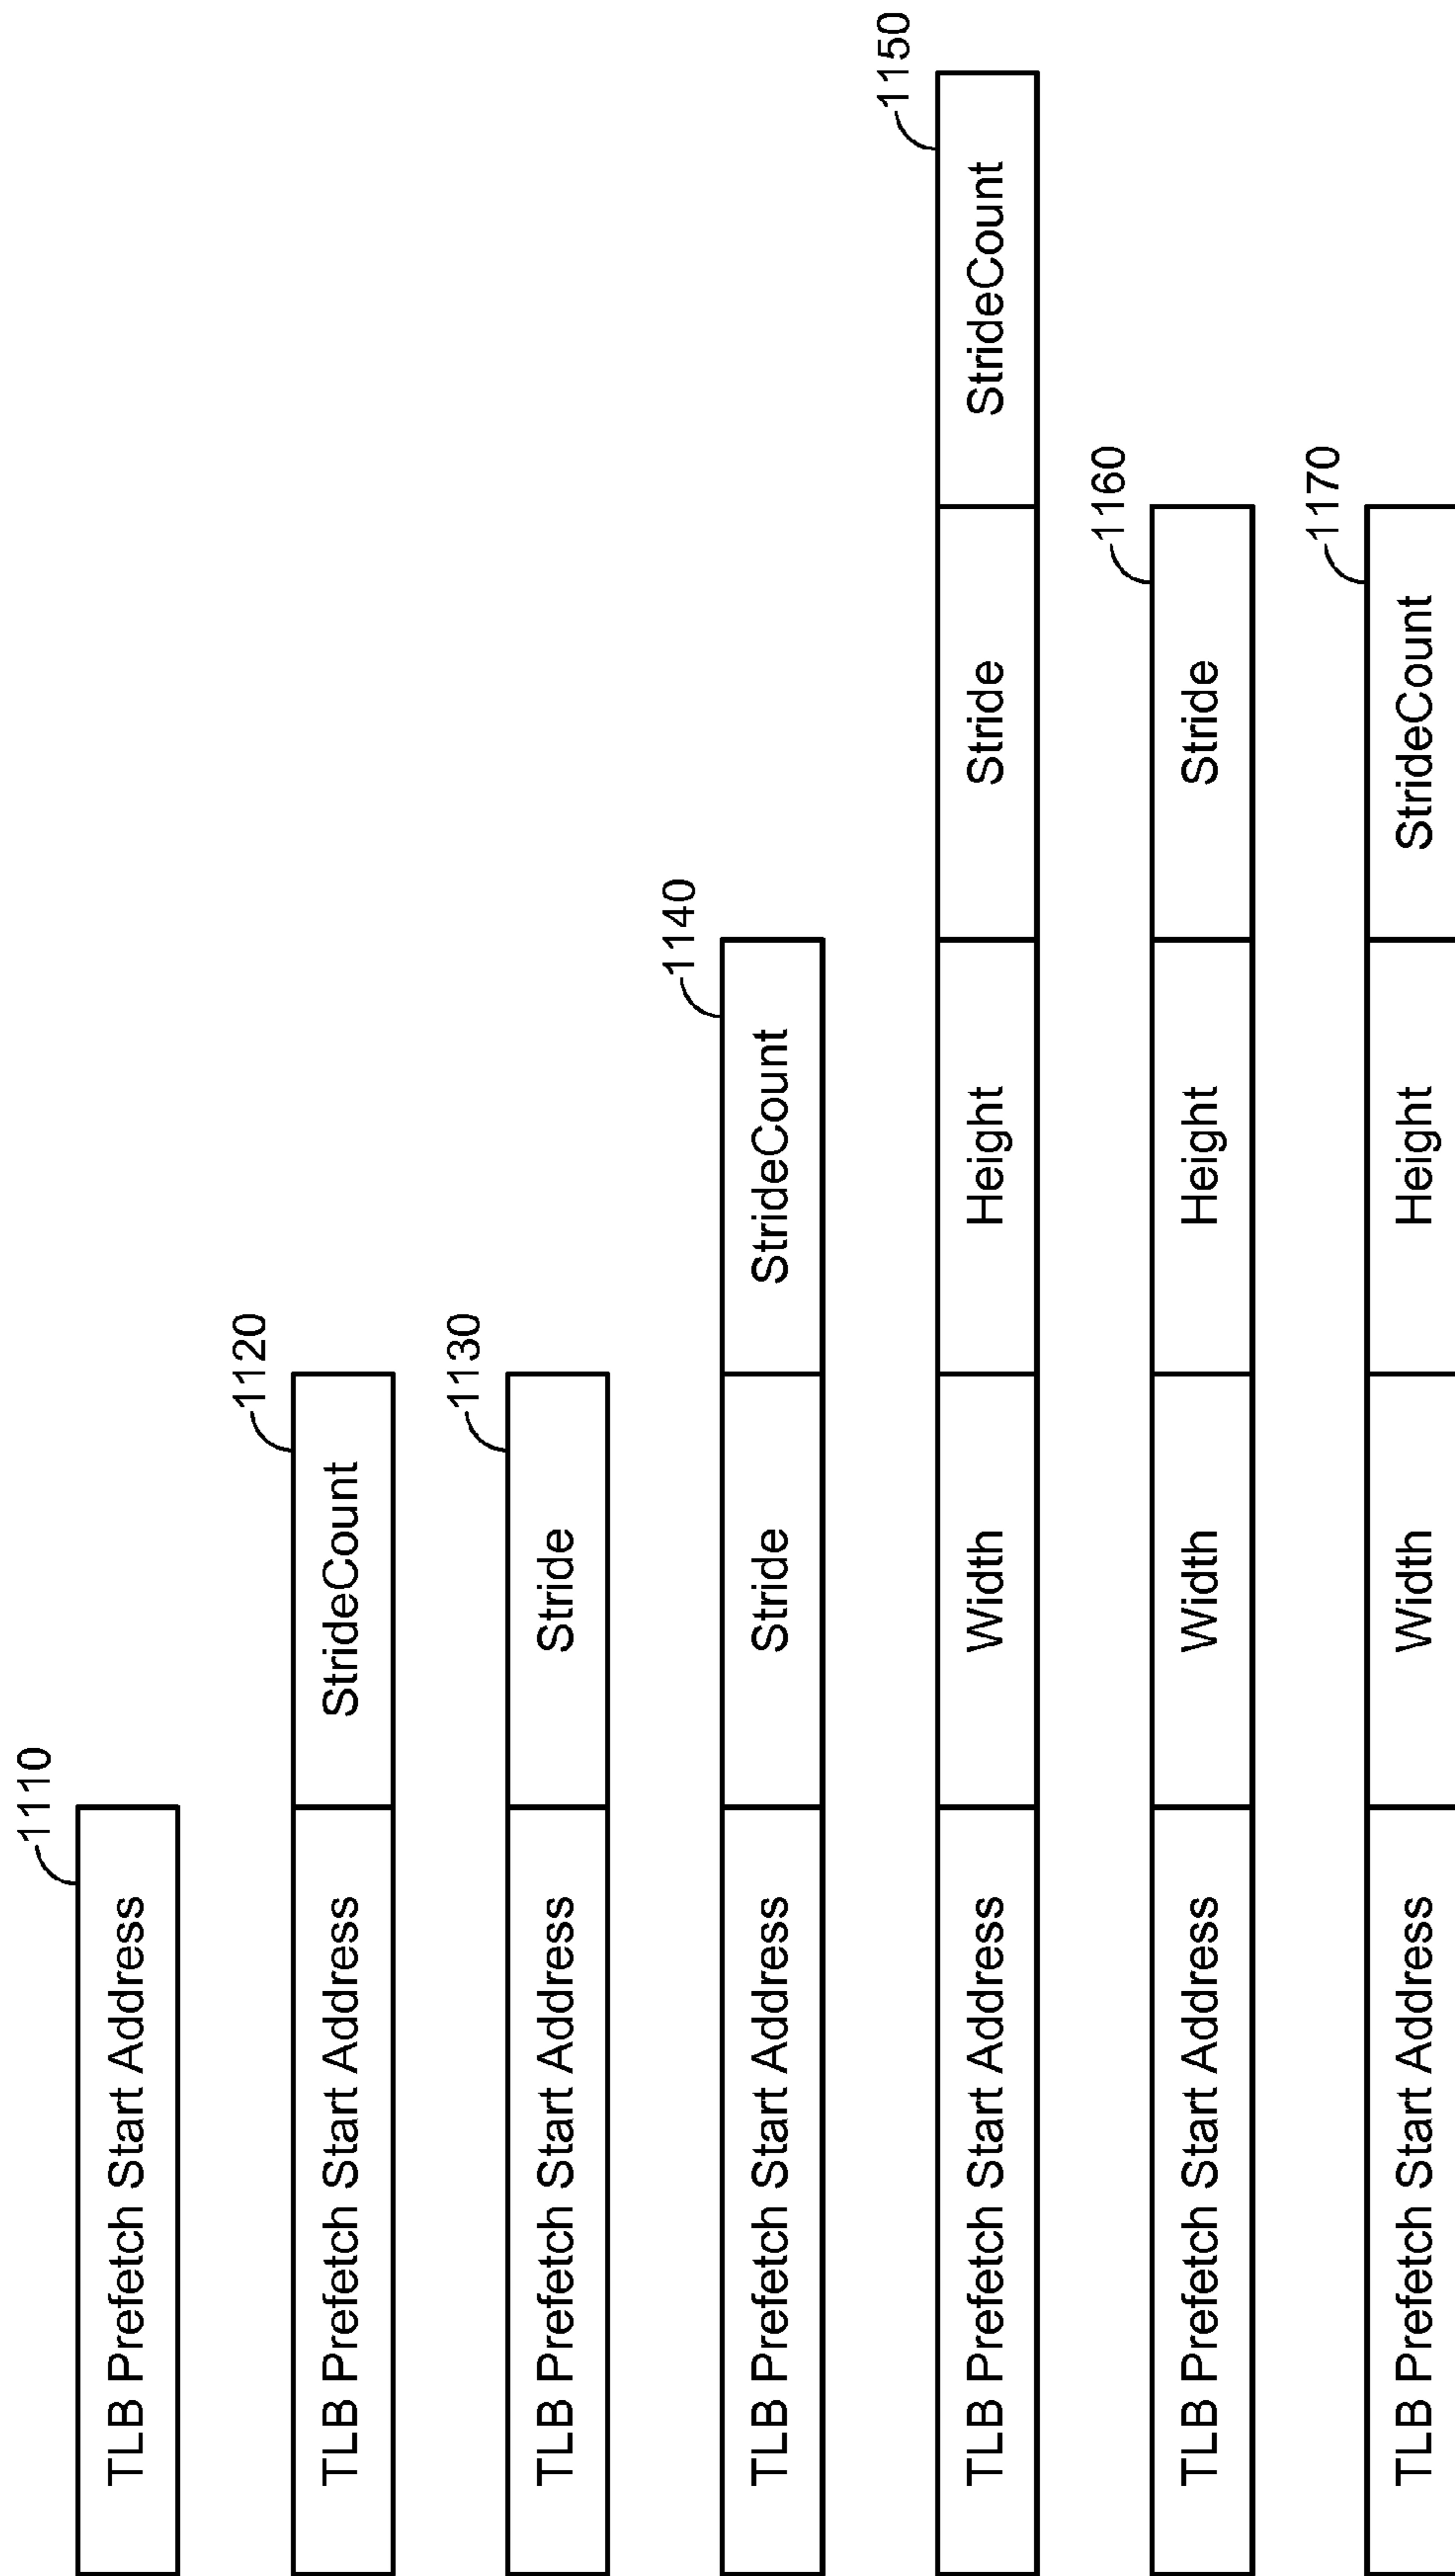 1110
TLB Prefetch Start Address
1120
TLB Prefetch Start Address StrideCount
1130
TLB Prefetch Start Address Stride
1140
TLB Prefetch Start Address Stride StrideCount
1150
TLB Prefetch Start Address Width Height Stride StrideCount
1160
TLB Prefetch Start Address Width Height Stride
1170
TLB Prefetch Start Address Width Height StrideCount